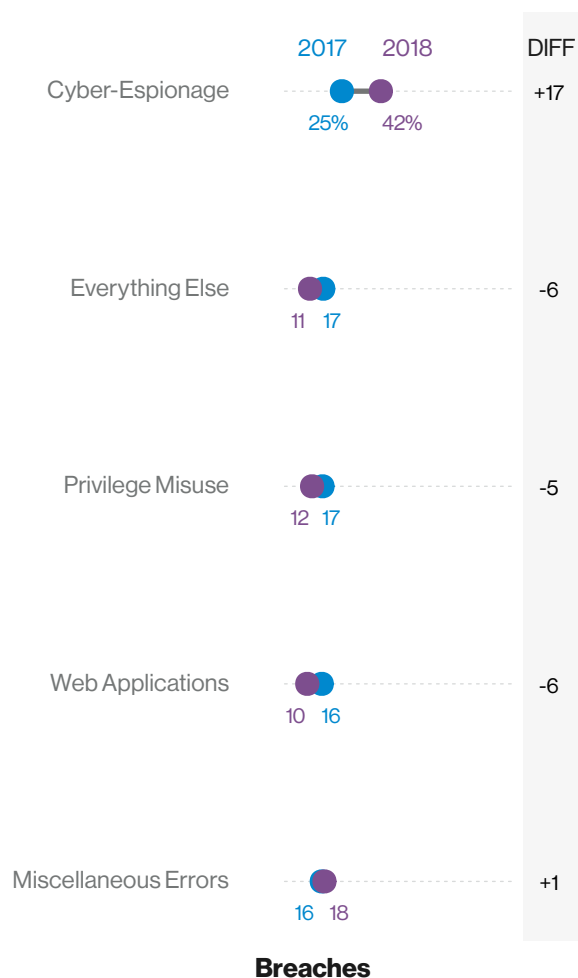 2017 2018 DIFF
Cyber-Espionage +17
25% 42%
Everything Else -6
11 17
Privilege Misuse -5
12 17
Web Applications -6
10 16
Miscellaneous Errors +1
16 18
Breaches